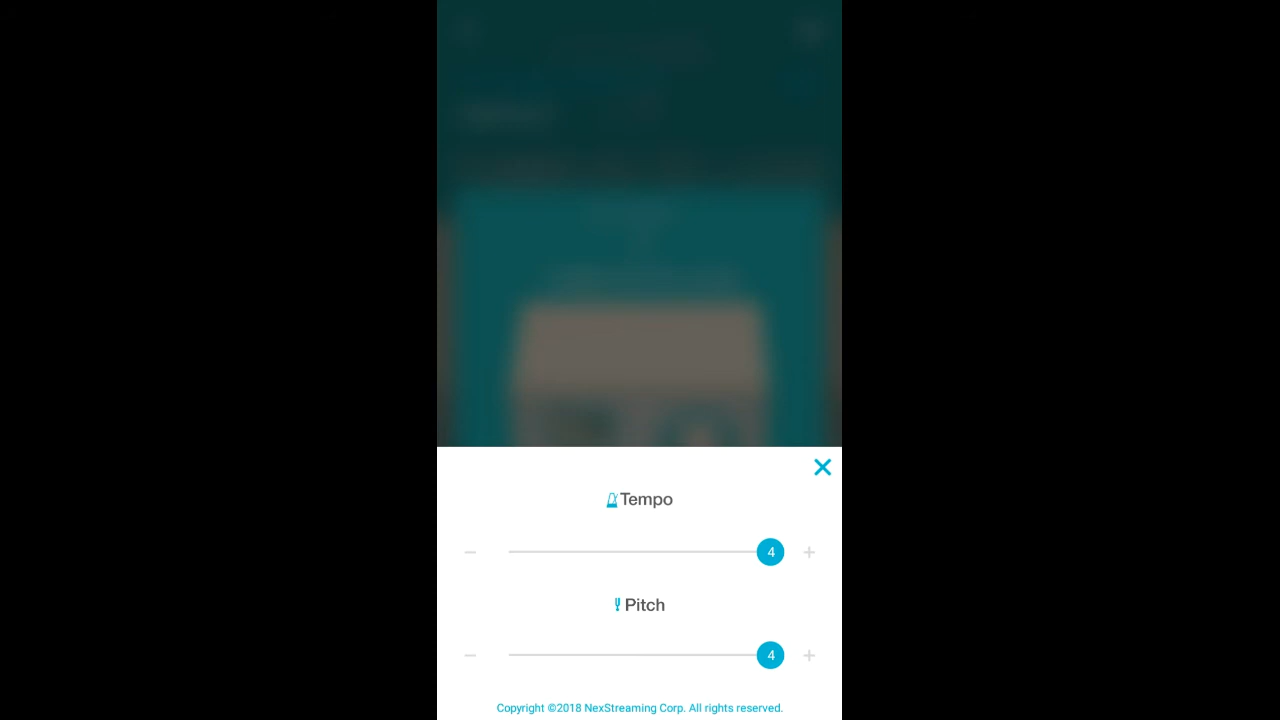 Tempo
− 4 +
Pitch
− 4 +
Copyright ©2018 NexStreaming Corp. All rights reserved.